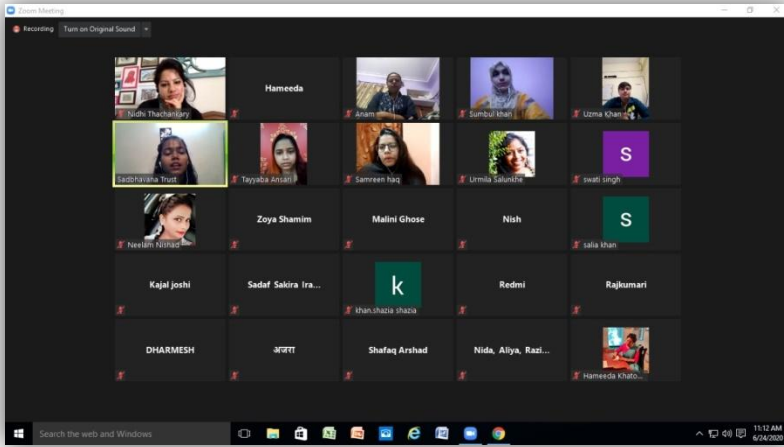 Zoom Meeting
Recording Turn on Original Sound
Nidhi Thachankary
Hameeda
Anam
Sumbul khan
Uzma Khan
Sadbhavana Trust
Tayyaba Ansari
Samreen haq
Urmila Salunkhe
S
swati singh
Neelam Nishad
Zoya Shamim
Malini Ghose
Nish
S
salia khan
Kajal joshi
Sadaf Sakira Ira...
k
khan.shazia shazia
Redmi
Rajkumari
DHARMESH
अजरा
Shafaq Arshad
Nida, Aliya, Razi...
Hameeda Khato...
Search the web and Windows
11:12 AM